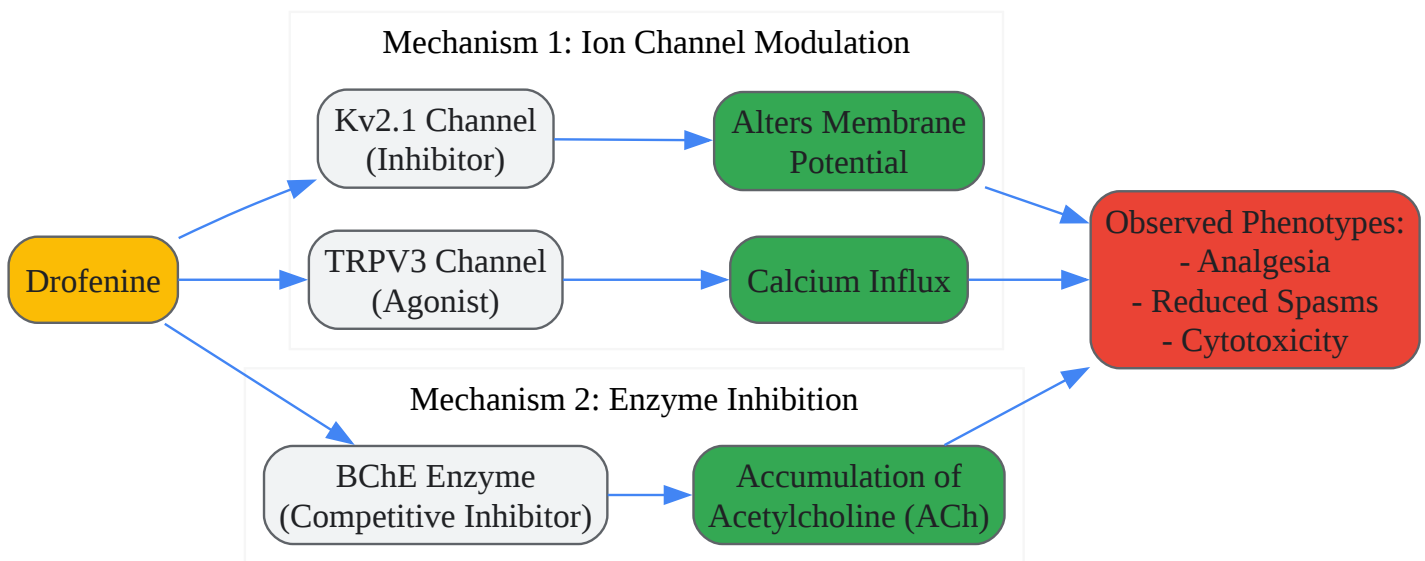 Mechanism 1: Ion Channel Modulation
Kv2.1 Channel
(Inhibitor)
Alters Membrane
Potential
Drofenine
TRPV3 Channel
(Agonist)
Calcium Influx
Observed Phenotypes:
- Analgesia
- Reduced Spasms
- Cytotoxicity
Mechanism 2: Enzyme Inhibition
BChE Enzyme
(Competitive Inhibitor)
Accumulation of
Acetylcholine (ACh)